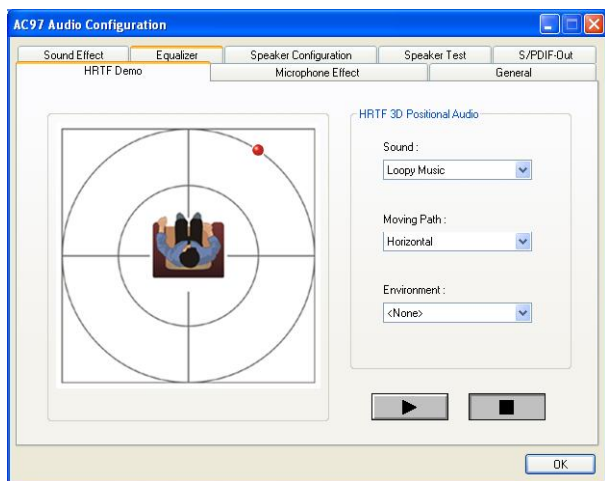 AC97 Audio Configuration
Sound Effect Equalizer Speaker Configuration Speaker Test S/PDIF-Out
HRTF Demo Microphone Effect General
HRTF 3D Positional Audio
Sound :
Loopy Music
Moving Path :
Horizontal
Environment :
<None>
OK